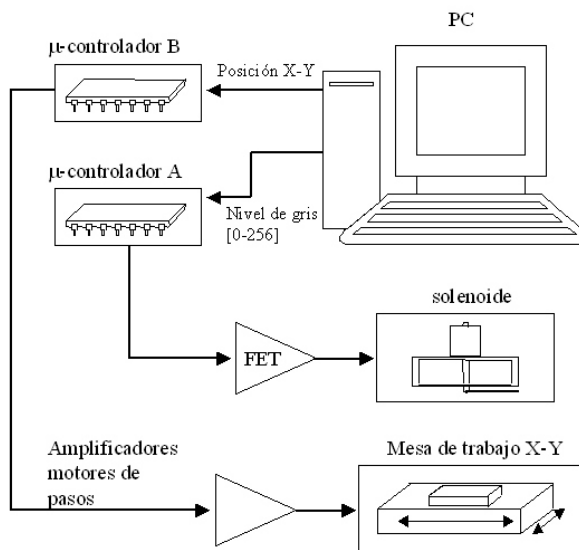 PC
μ-controlador B
Posición X-Y
μ-controlador A
Nivel de gris
[0-256]
solenoide
FET
Amplificadores
motores de
pasos
Mesa de trabajo X-Y